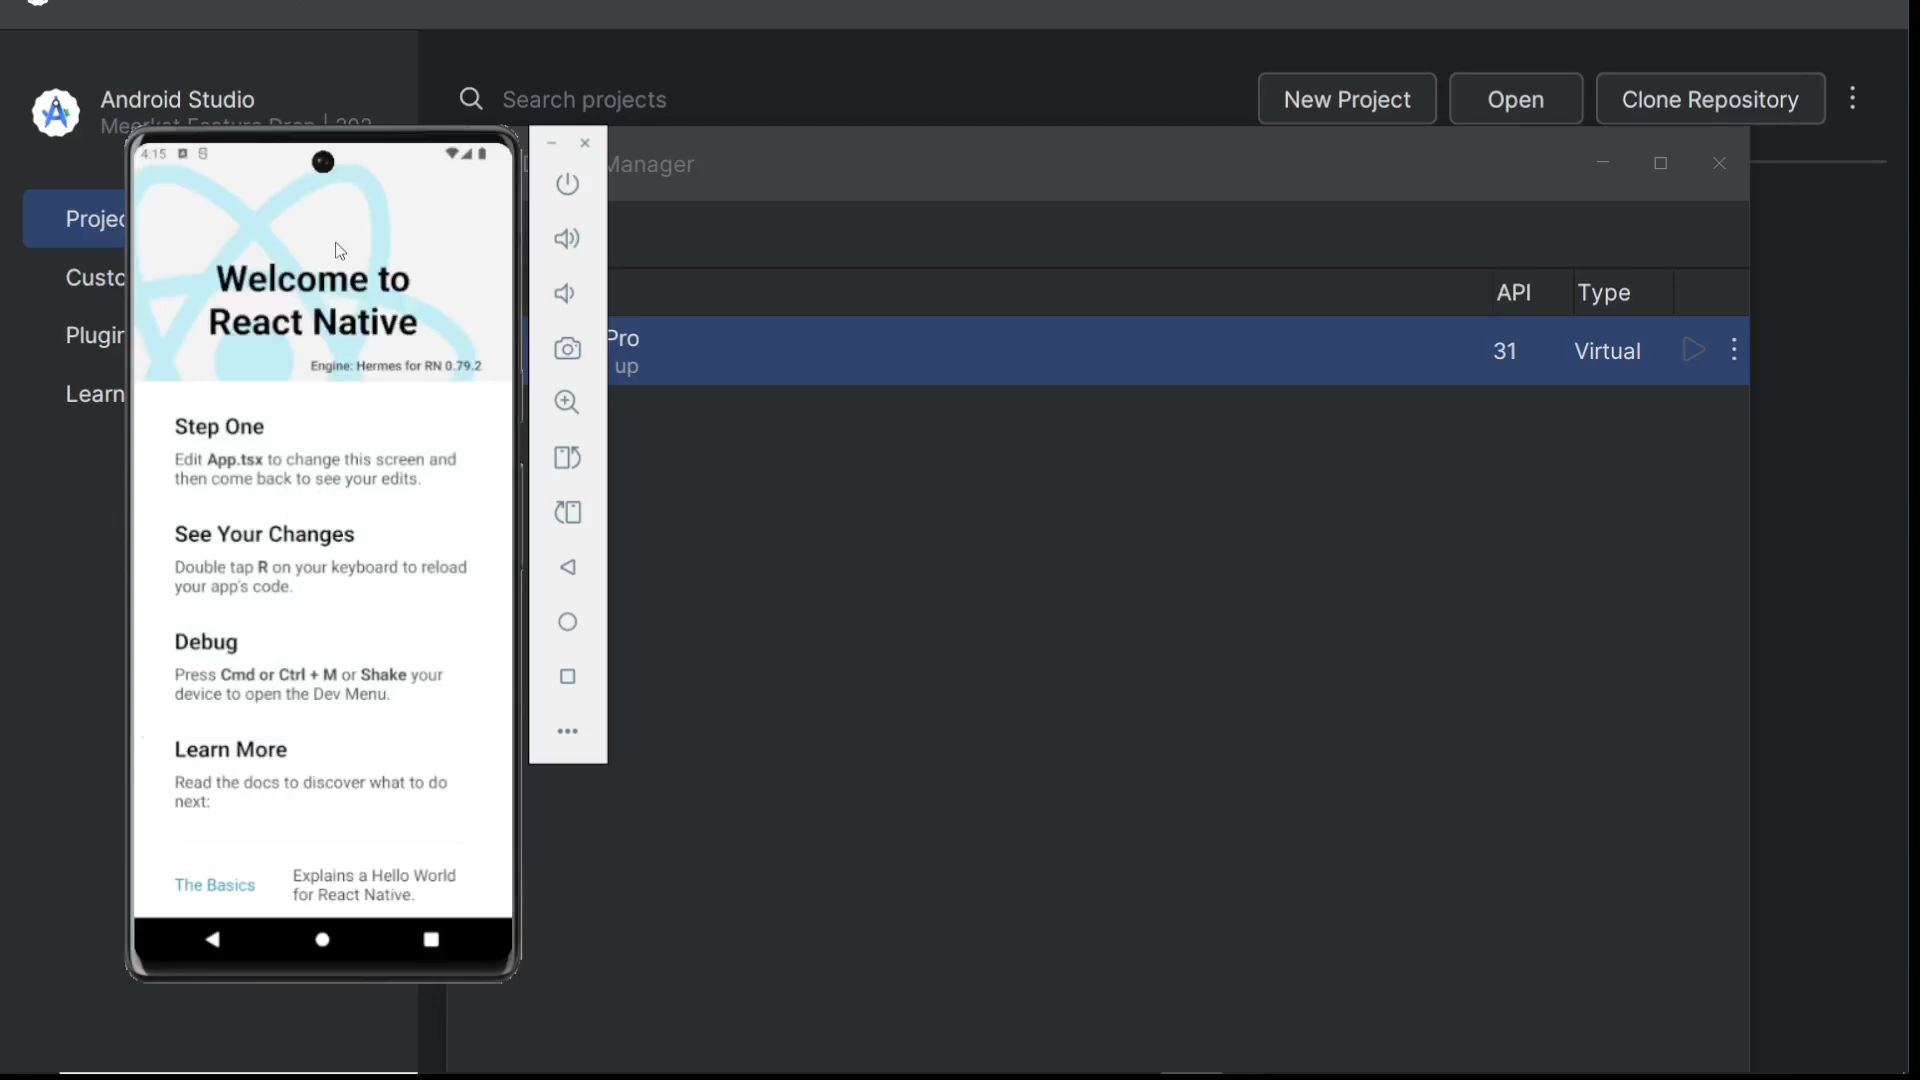 Android Studio
Search projects
New Project
Open
Clone Repository
Meerkat Feature Drop | 202
Manager
Projec
Custo
Plugin
Learn
API
Type
Pro
up
31
Virtual
4:15
Welcome to
React Native
Engine: Hermes for RN 0.79.2
Step One
Edit App.tsx to change this screen and
then come back to see your edits.
See Your Changes
Double tap R on your keyboard to reload
your app's code.
Debug
Press Cmd or Ctrl + M or Shake your
device to open the Dev Menu.
Learn More
Read the docs to discover what to do
next:
The Basics
Explains a Hello World
for React Native.